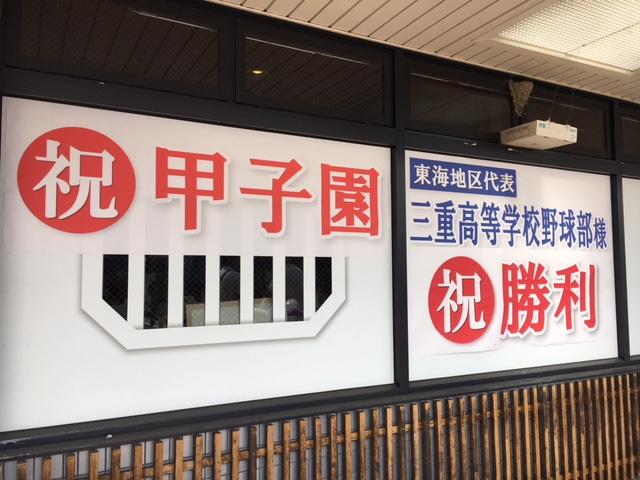 祝 甲子園
東海地区代表
三重高等学校野球部様
祝 勝利